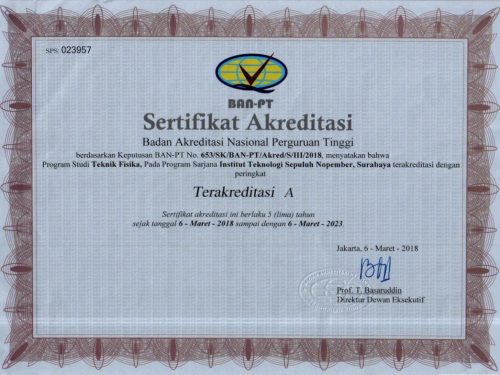 SPS: 023957
BAN-PT
Sertifikat Akreditasi
Badan Akreditasi Nasional Perguruan Tinggi
berdasarkan Keputusan BAN-PT No. 653/SK/BAN-PT/Akred/S/III/2018, menyatakan bahwa
Program Studi Teknik Fisika, Pada Program Sarjana Institut Teknologi Sepuluh Nopember, Surabaya terakreditasi dengan
peringkat
Terakreditasi A
Sertifikat akreditasi ini berlaku 5 (lima) tahun
sejak tanggal 6 - Maret - 2018 sampai dengan 6 - Maret - 2023.
Jakarta, 6 - Maret - 2018
Prof. T. Basaruddin
Direktur Dewan Eksekutif